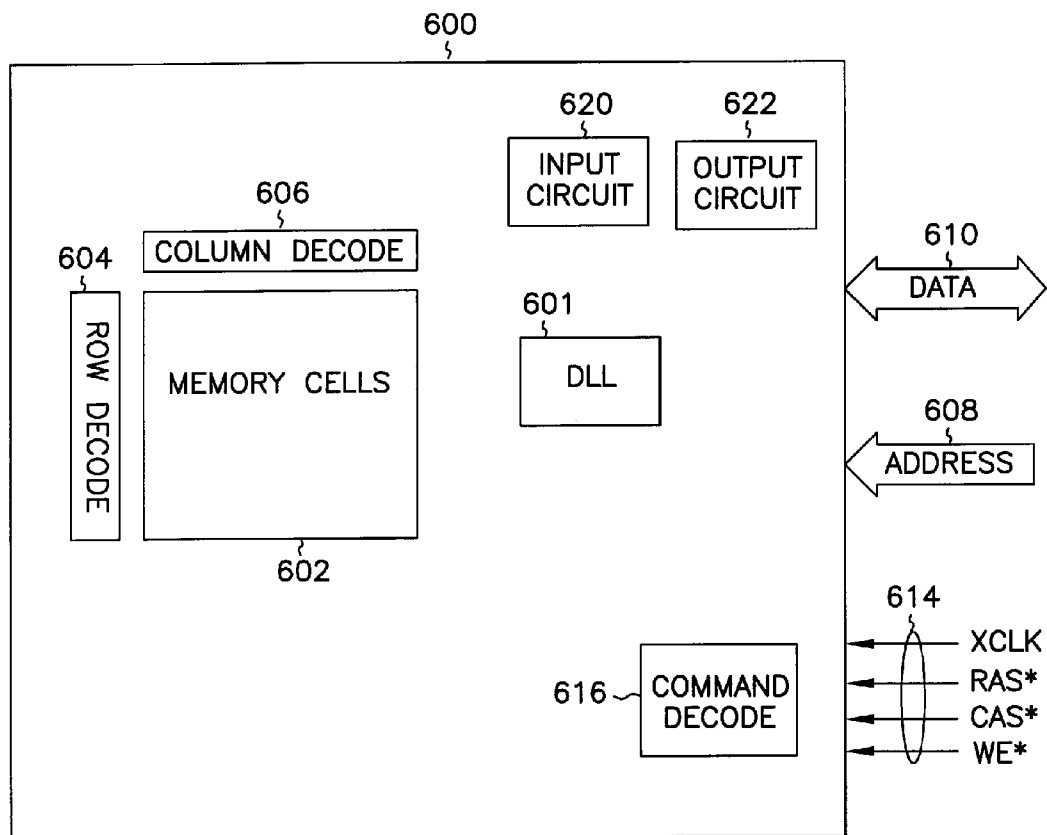 600
620
622
INPUT
CIRCUIT
OUTPUT
CIRCUIT
606
COLUMN DECODE
604
ROW DECODE
MEMORY CELLS
602
601
DLL
610
DATA
608
ADDRESS
614
XCLK
RAS*
CAS*
WE*
616
COMMAND
DECODE